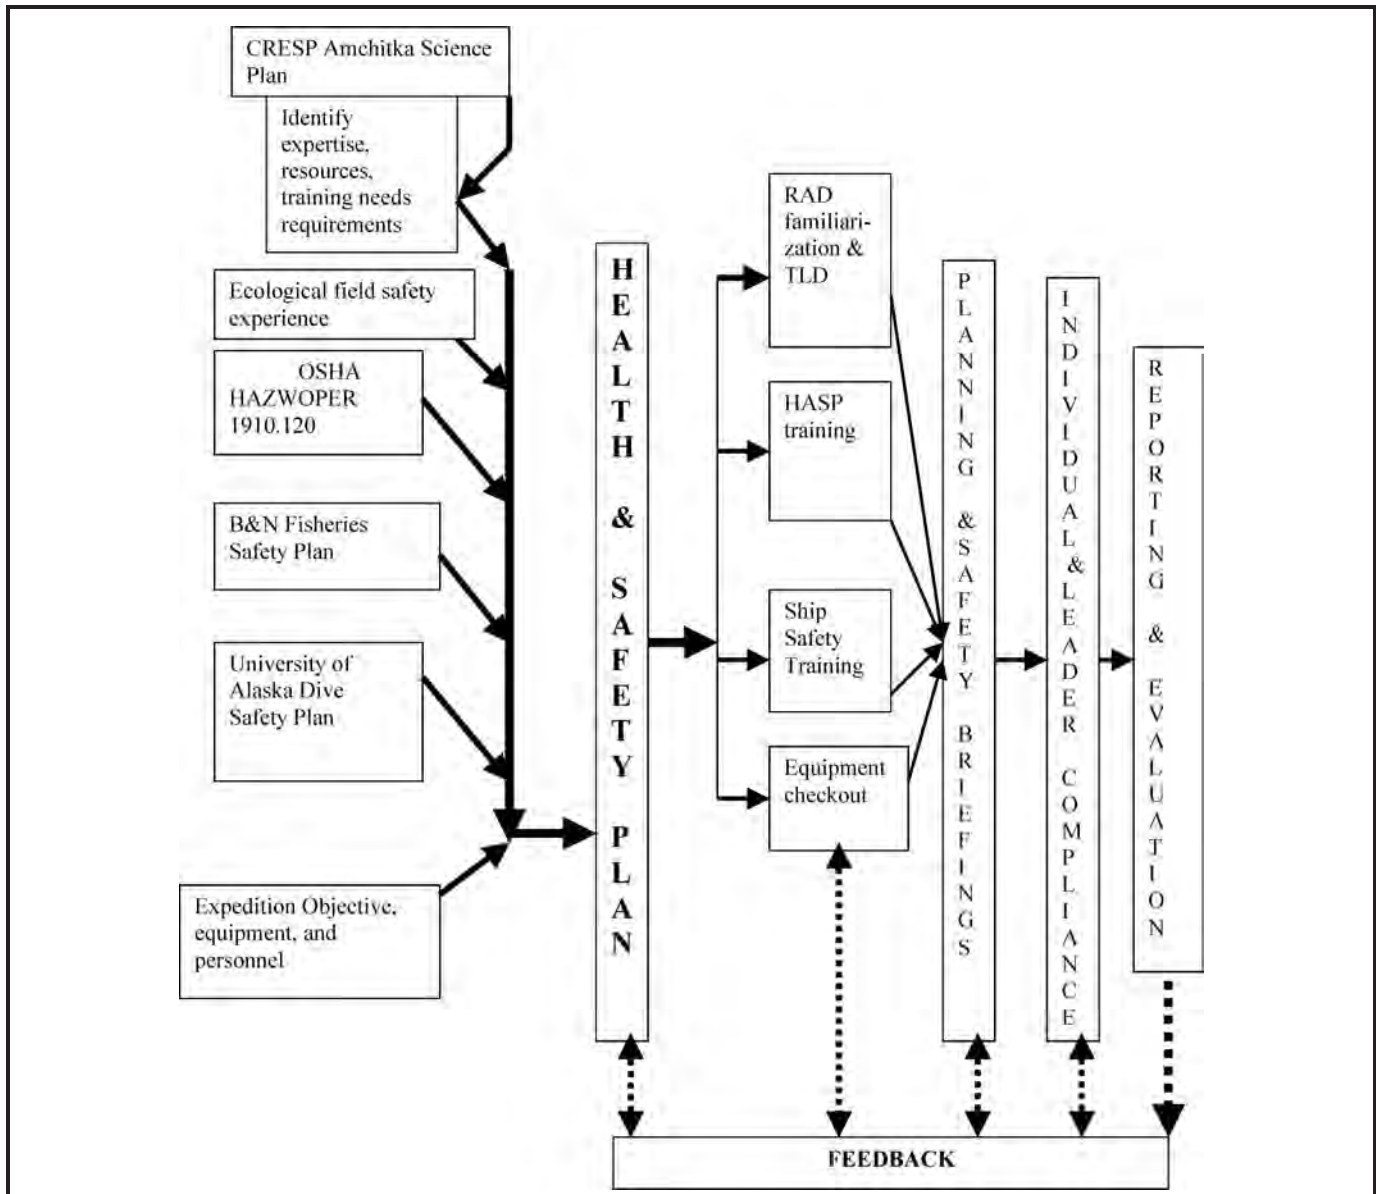 CRESP Amchitka Science
Plan
Identify
expertise,
resources,
training needs
requirements
Ecological field safety
experience
OSHA
HAZWOPER
1910.120
B&N Fisheries
Safety Plan
University of
Alaska Dive
Safety Plan
Expedition Objective,
equipment, and
personnel
HEALTH & SAFETY PLAN
RAD
familiari-
zation &
TLD
HASP
training
Ship
Safety
Training
Equipment
checkout
PLANNING &SAFETY BRIEFINGS
INDIVIDUAL&LEADER COMPLIANCE
REPORTING & EVALUATION
FEEDBACK